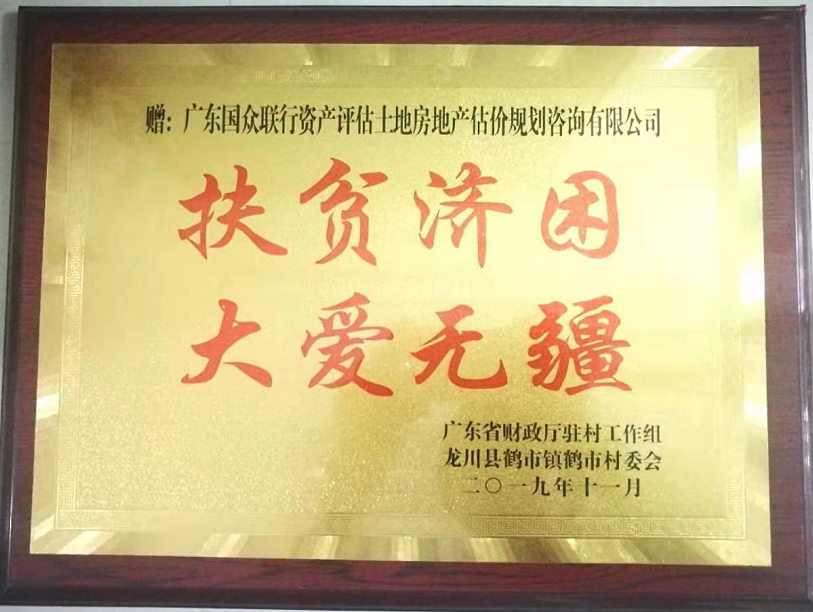 赠：广东国众联行资产评估土地房地产估价规划咨询有限公司
扶贫济困
大爱无疆
广东省财政厅驻村工作组
龙川县鹤市镇鹤市村委会
二〇一九年十一月